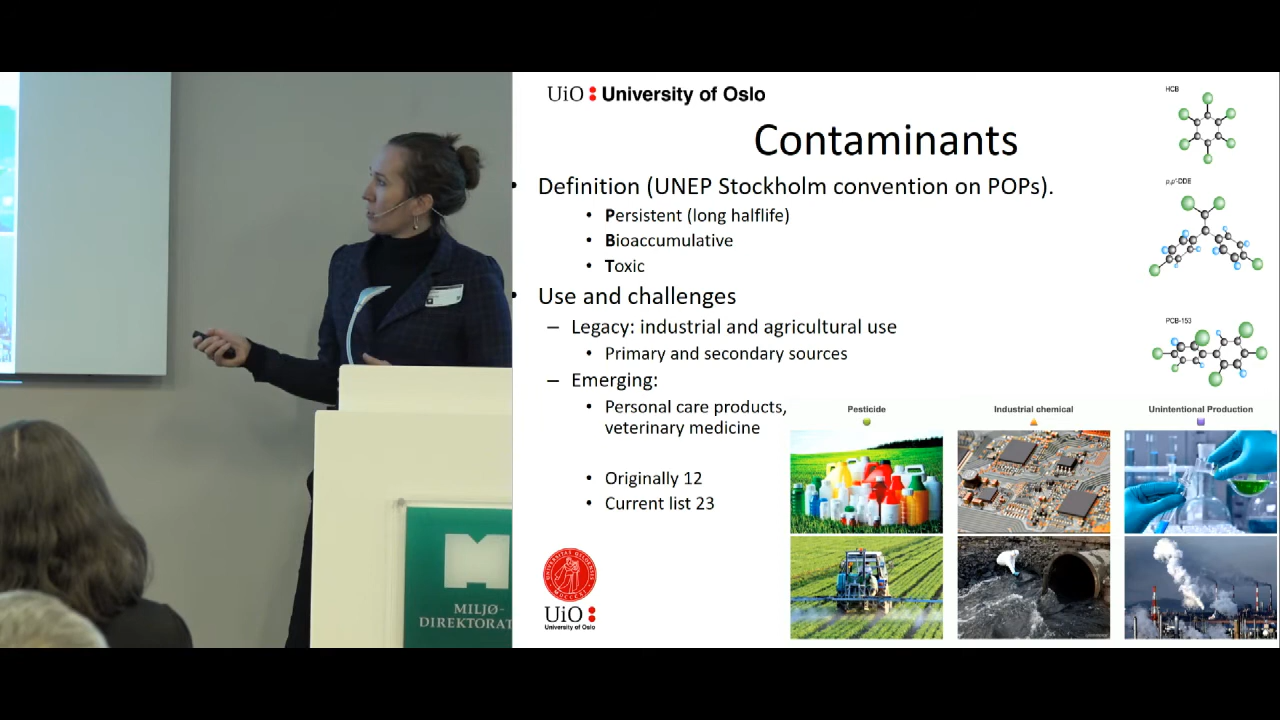 UiO University of Oslo
Contaminants
• Definition (UNEP Stockholm convention on POPs).
• Persistent (long halflife)
• Bioaccumulative
• Toxic
• Use and challenges
– Legacy: industrial and agricultural use
• Primary and secondary sources
– Emerging:
• Personal care products,
veterinary medicine
• Originally 12
• Current list 23
HCB
p,p'-DDE
PCB-153
Pesticide
Industrial chemical
Unintentional Production
UiO
University of Oslo
MILJØ-
DIREKTORAT